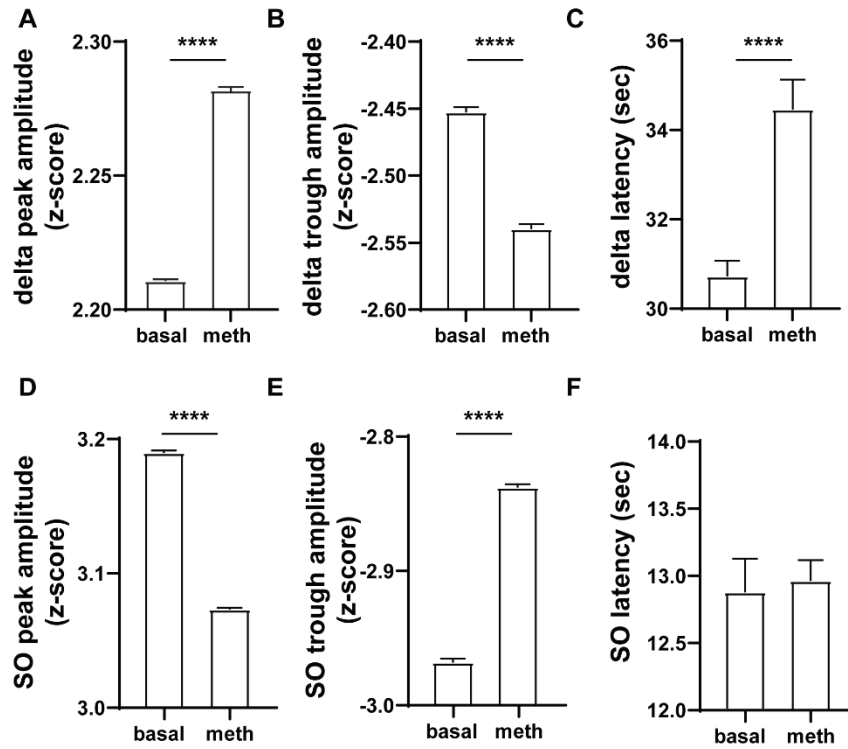 A
delta peak amplitude
(z-score)
2.30
2.25
2.20
****
basal
meth
B
delta trough amplitude
(z-score)
-2.40
-2.45
-2.50
-2.55
-2.60
****
basal
meth
C
delta latency (sec)
36
34
32
30
****
basal
meth
D
SO peak amplitude
(z-score)
3.2
3.1
3.0
****
basal
meth
E
SO trough amplitude
(z-score)
-2.8
-2.9
-3.0
****
basal
meth
F
SO latency (sec)
14.0
13.5
13.0
12.5
12.0
basal
meth